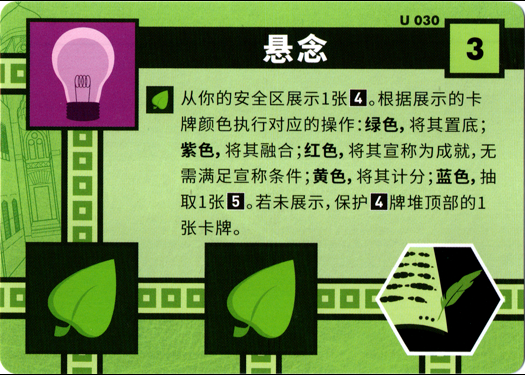 U 030
悬念
3
从你的安全区展示1张4。根据展示的卡
牌颜色执行对应的操作：绿色，将其置底；
紫色，将其融合；红色，将其宣称为成就，无
需满足宣称条件；黄色，将其计分；蓝色，抽
取1张5。若未展示，保护4牌堆顶部的1
张卡牌。